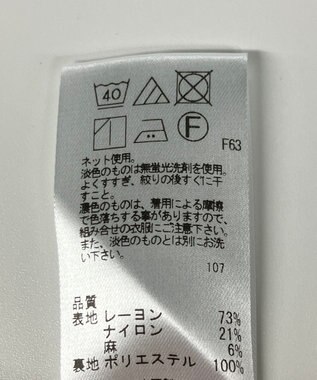 40
F
F63
ネット使用。
淡色のものは無蛍光洗剤を使用。
よくすすぎ、絞りの後すぐに干
すこと。
濃色のものは、着用による摩擦
で色落ちする事がありますので、
組み合せの衣服にご注意下さい。
また、淡色のものとは別にお洗
い下さい。
107
品質
表地 レーヨン 73%
ナイロン 21%
麻 6%
裏地 ポリエステル 100%